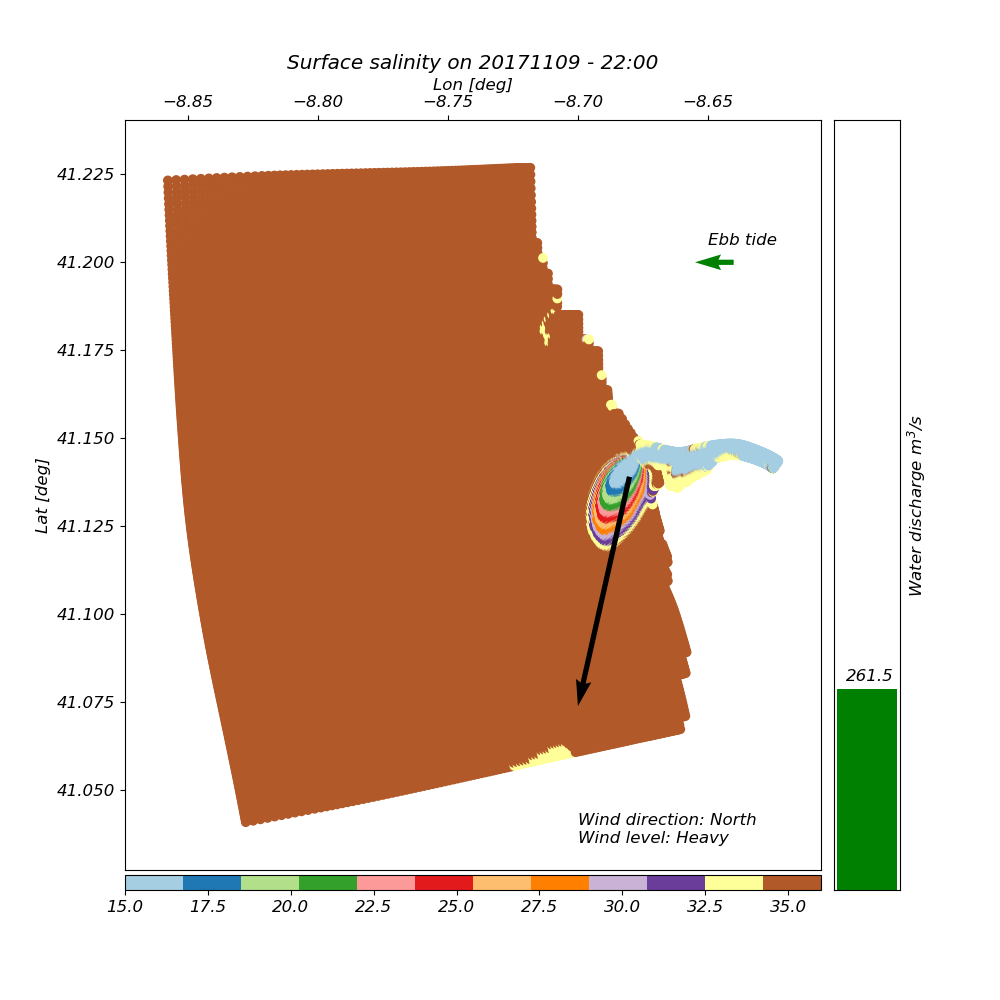 Surface salinity on 20171109 - 22:00
Lon [deg]
−8.85 −8.80 −8.75 −8.70 −8.65
41.225
41.200
41.175
41.150
41.125
41.100
41.075
41.050
Lat [deg]
Ebb tide
Wind direction: North
Wind level: Heavy
261.5
Water discharge m³/s
15.0 17.5 20.0 22.5 25.0 27.5 30.0 32.5 35.0